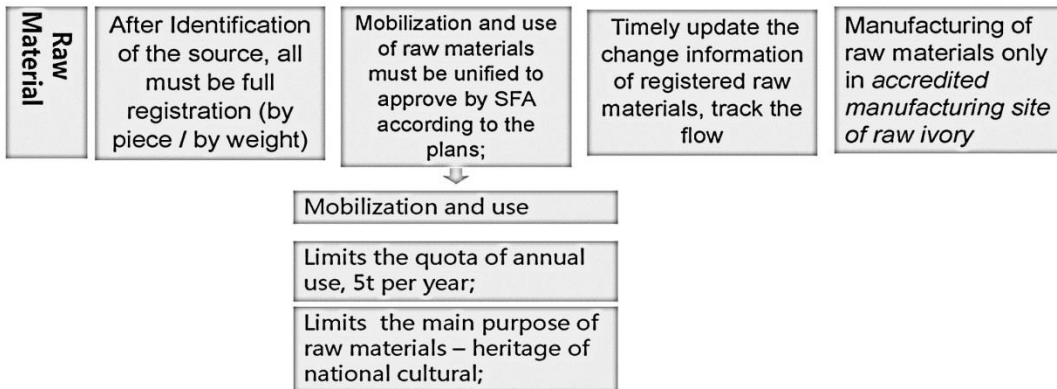 Raw
Material
After Identification
of the source, all
must be full
registration (by
piece / by weight)
Mobilization and use
of raw materials
must be unified to
approve by SFA
according to the
plans;
Timely update the
change information
of registered raw
materials, track the
flow
Manufacturing of
raw materials only
in accredited
manufacturing site
of raw ivory
Mobilization and use
Limits the quota of annual
use, 5t per year;
Limits the main purpose of
raw materials – heritage of
national cultural;